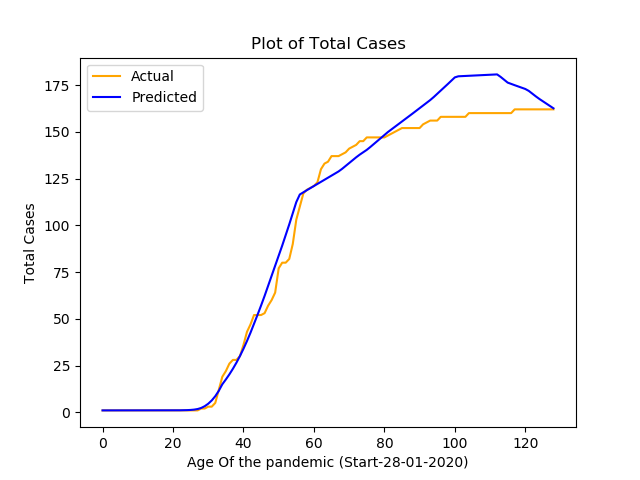 Plot of Total Cases
Actual
Predicted
175
150
125
100
75
50
25
0
Total Cases
0 20 40 60 80 100 120
Age Of the pandemic (Start-28-01-2020)